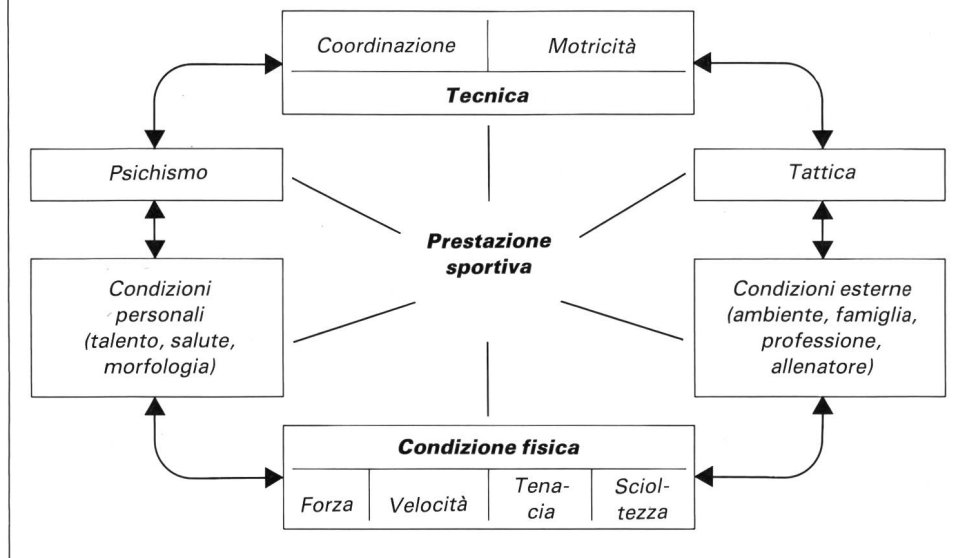 Coordinazione
Motricità
Tecnica
Psichismo
Tattica
Prestazione
sportiva
Condizioni
personali
(talento, salute,
morfologia)
Condizioni esterne
(ambiente, famiglia,
professione,
allenatore)
Condizione fisica
Forza
Velocità
Tena-
cia
Sciol-
tezza